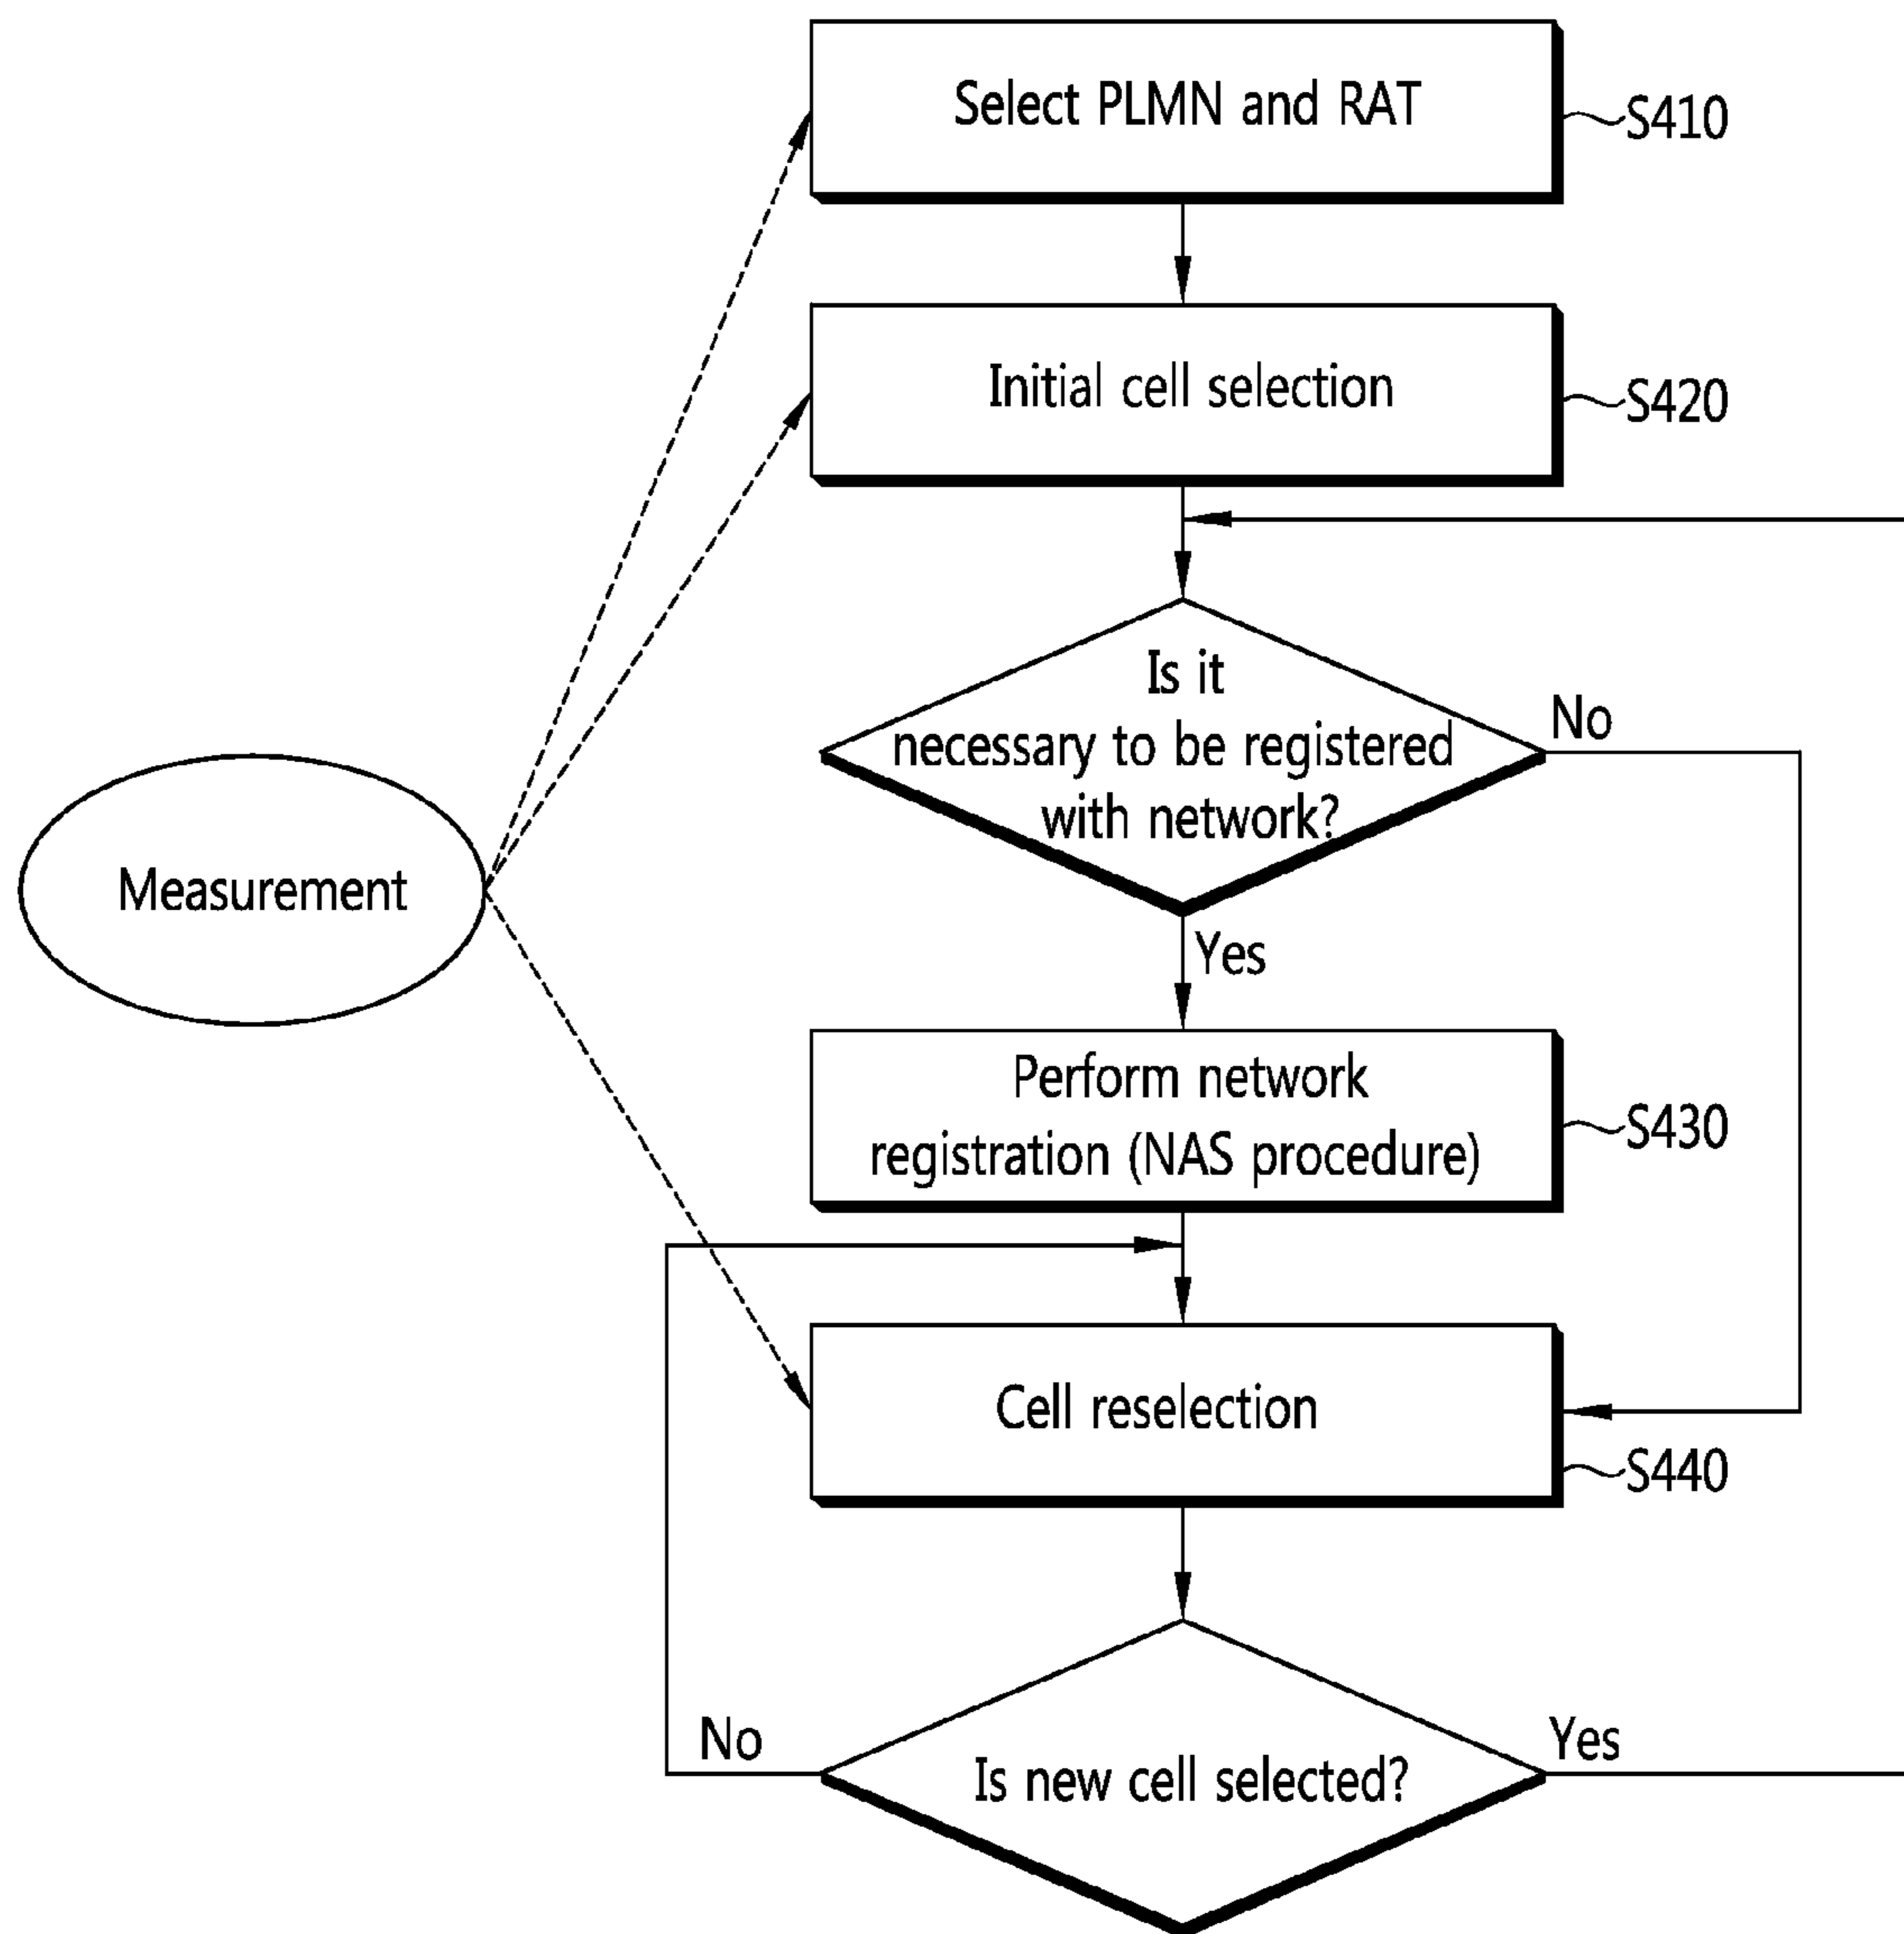 Select PLMN and RAT
S410
Initial cell selection
S420
Is it
necessary to be registered
with network?
No
Measurement
Yes
Perform network
registration (NAS procedure)
S430
Cell reselection
S440
No
Is new cell selected?
Yes